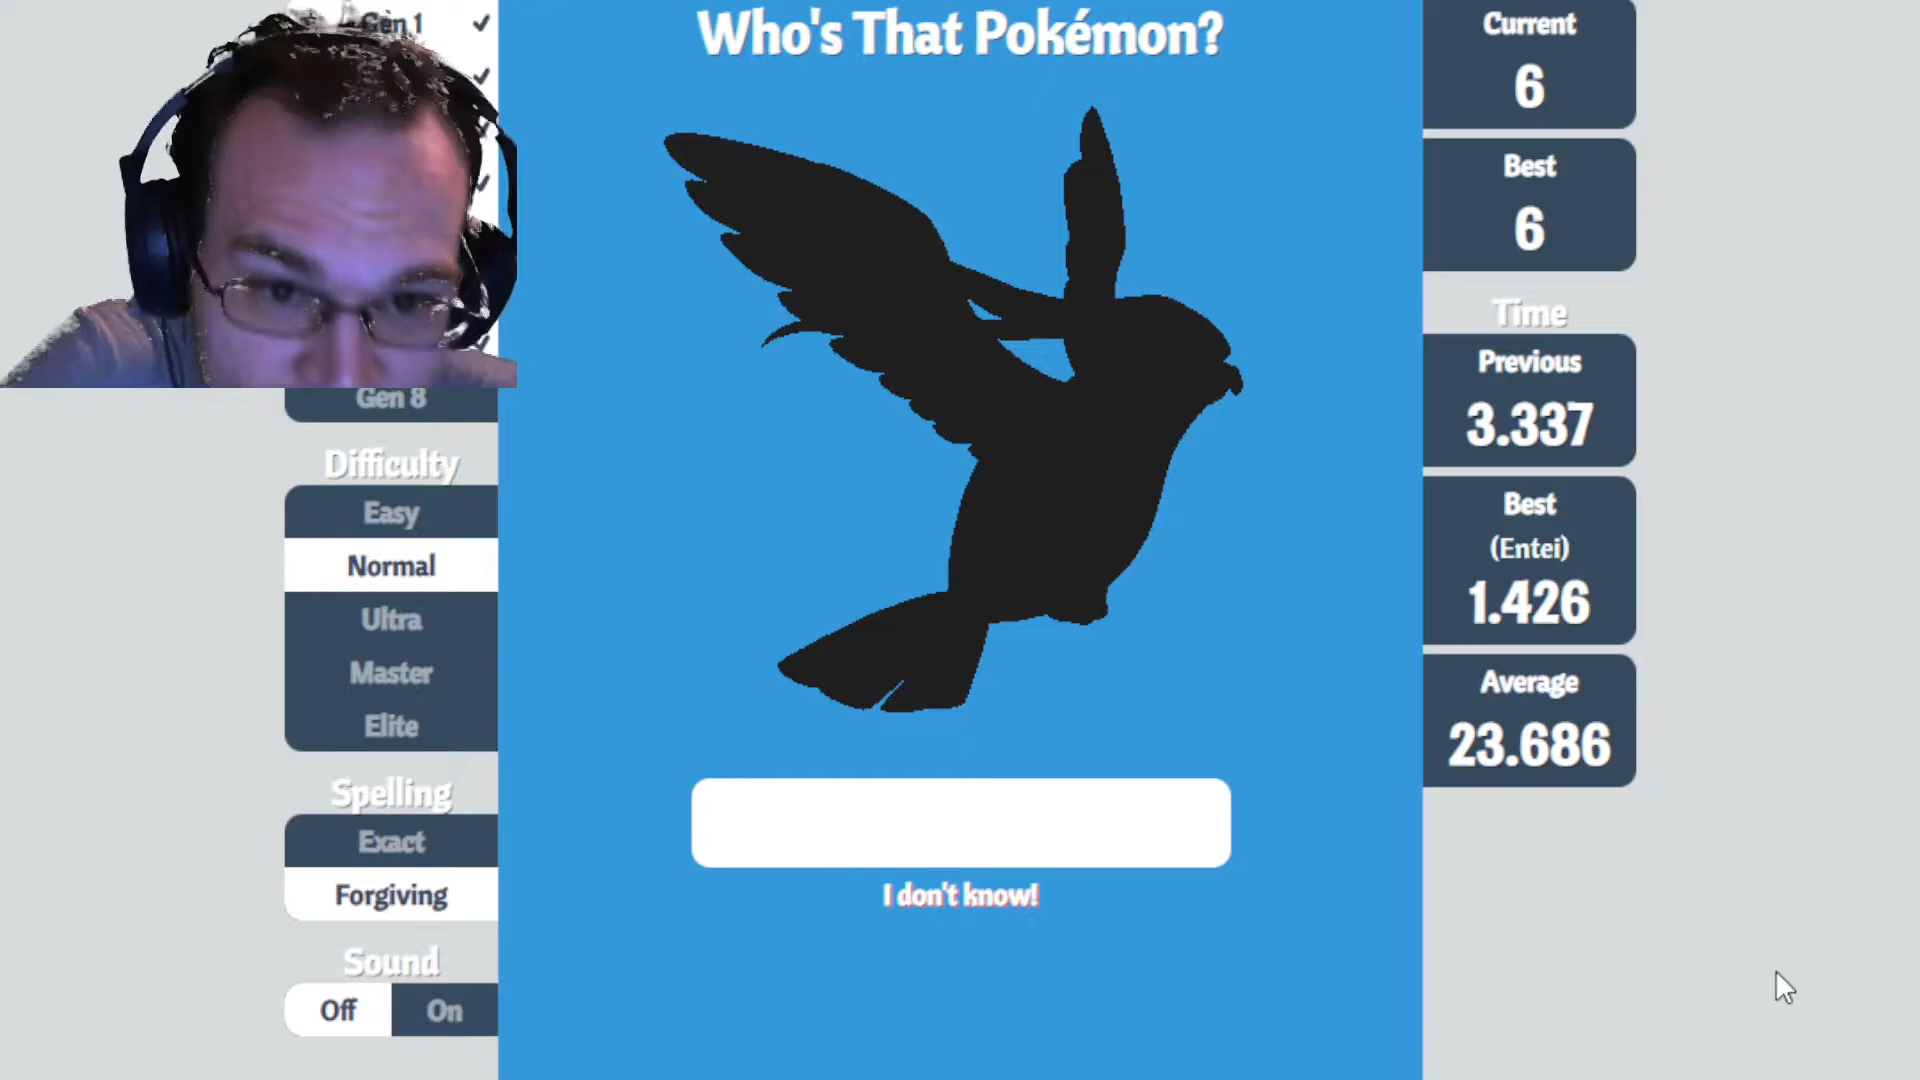 Gen 1
Gen 8
Difficulty
Easy
Normal
Ultra
Master
Elite
Spelling
Exact
Forgiving
Sound
Off
On
Who's That Pokémon?
I don't know!
Current
6
Best
6
Time
Previous
3.337
Best
(Entei)
1.426
Average
23.686